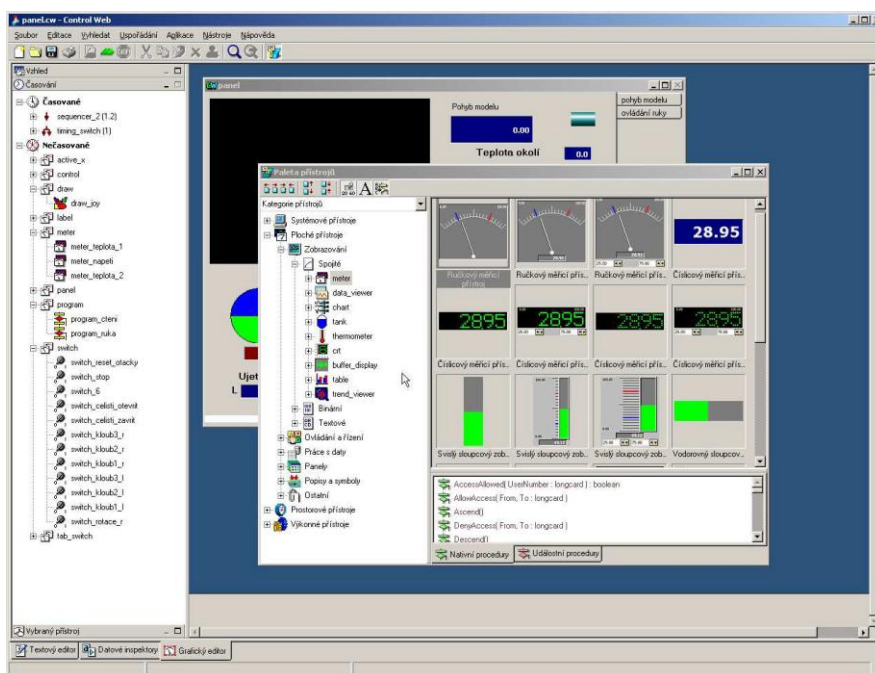 panel.cw - Control Web
Soubor Editace Vyhledat Uspořádání Aplikace Nástroje Nápověda
Vzhled
Časování
Časované
sequencer_2 (1.2)
timing_switch (1)
Nečasované
active_x
control
draw
draw_joy
label
meter
meter_teplota_1
meter_napeti
meter_teplota_2
panel
program
program_cteni
program_ruka
switch
switch_reset_otacky
switch_stop
switch_6
switch_celisti_otevrit
switch_celisti_zavrit
switch_kloub3_r
switch_kloub2_r
switch_kloub1_r
switch_kloub3_l
switch_kloub2_l
switch_kloub1_l
switch_rotace_r
tab_switch
Vybraný přístroj
Textový editor Datové inspektory Grafický editor
panel
pohyb modelu
ovládání ruky
Pohyb modelu
0.00
Teplota okolí 0.0
Ujet
L
Paleta přístrojů
Kategorie přístrojů
Systémové přístroje
Ploché přístroje
Zobrazování
Spojité
meter
data_viewer
chart
tank
thermometer
crt
buffer_display
table
trend_viewer
Binární
Textové
Ovládání a řízení
Práce s daty
Panely
Popisy a symboly
Ostatní
Prostorové přístroje
Výkonné přístroje
28.95
Ručkový měřicí přístroj
Ručkový měřicí přís...
Ručkový měřicí přís...
Číslicový měřicí přís...
2895 2895 2895 2895
Číslicový měřicí přís...
Číslicový měřicí přís...
Číslicový měřicí přís...
Číslicový měřicí přís...
Svislý sloupcový zob...
Svislý sloupcový zob...
Svislý sloupcový zob...
Vodorovný sloupcov...
AccessAllowed( UserNumber : longcard ) : boolean
AllowAccess( From, To : longcard )
Ascend()
DenyAccess( From, To : longcard )
Descend()
Nativní procedury Událostní procedury